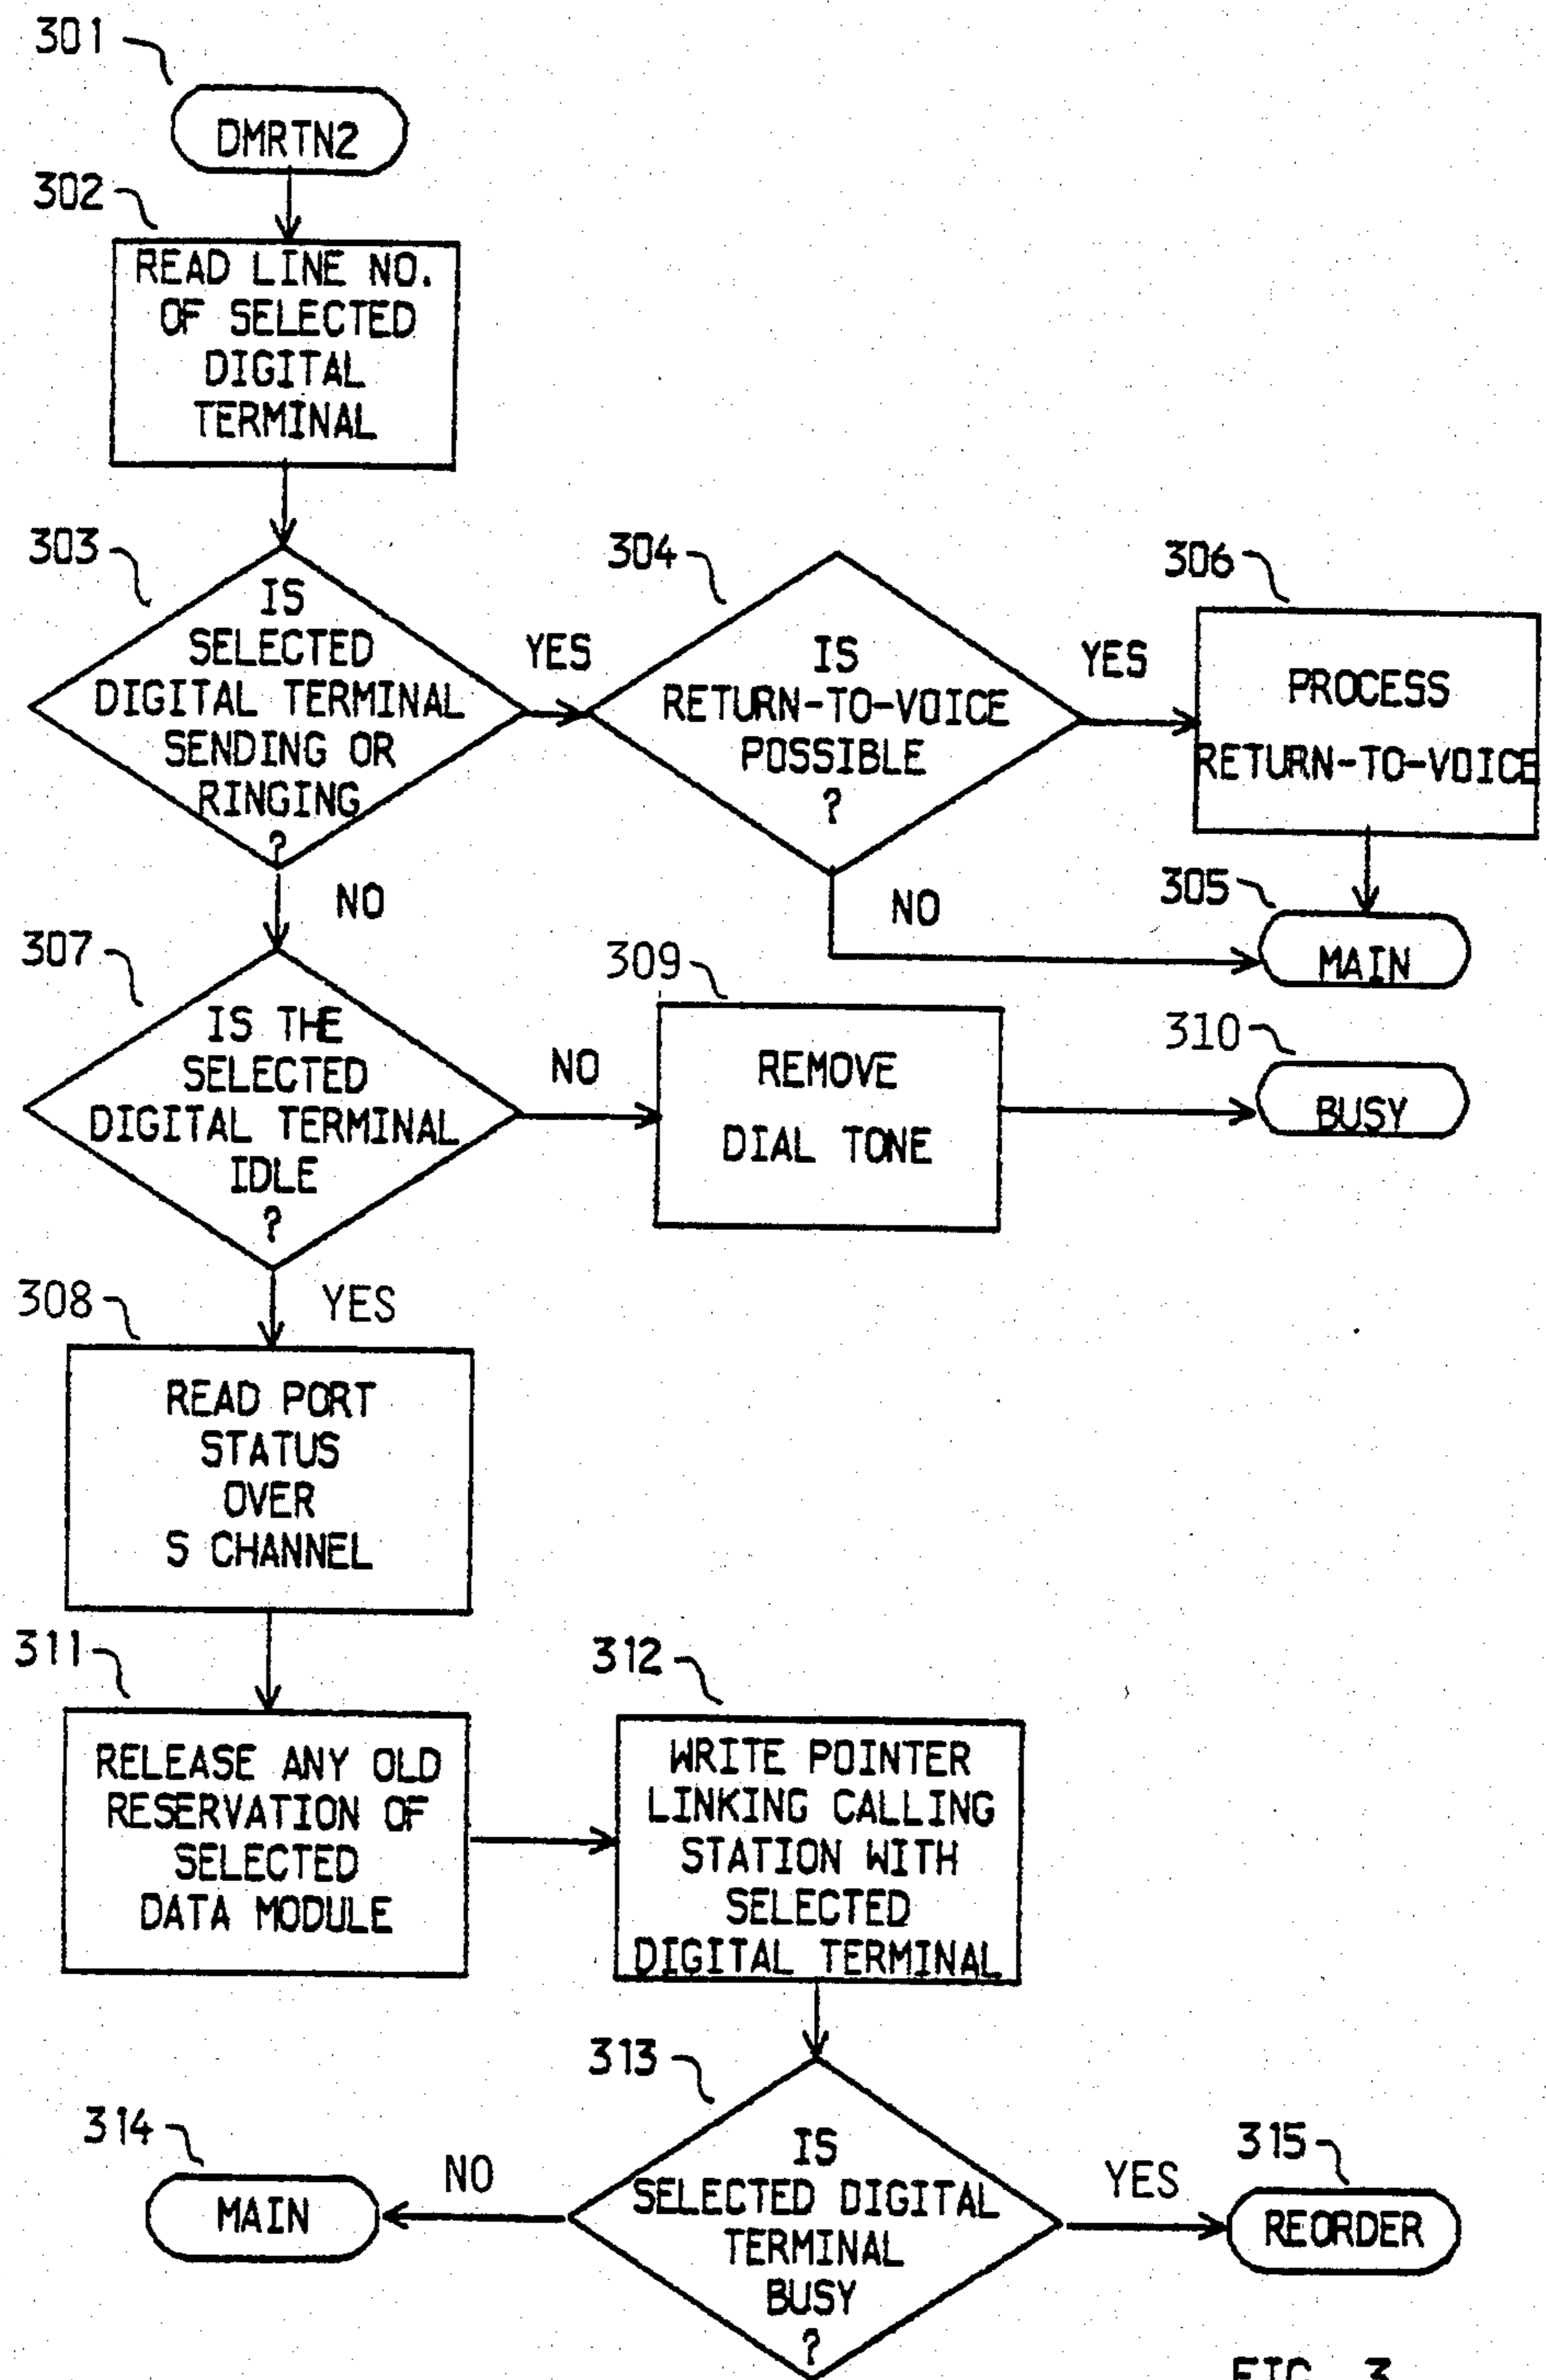 301
DMRTN2
302
READ LINE NO.
OF SELECTED
DIGITAL
TERMINAL
303
IS
SELECTED
DIGITAL TERMINAL
SENDING OR
RINGING
?
YES
NO
304
IS
RETURN-TO-VOICE
POSSIBLE
?
YES
NO
306
PROCESS
RETURN-TO-VOICE
305
MAIN
307
IS THE
SELECTED
DIGITAL TERMINAL
IDLE
?
NO
YES
309
REMOVE
DIAL TONE
310
BUSY
308
READ PORT
STATUS
OVER
S CHANNEL
311
RELEASE ANY OLD
RESERVATION OF
SELECTED
DATA MODULE
312
WRITE POINTER
LINKING CALLING
STATION WITH
SELECTED
DIGITAL TERMINAL
313
IS
SELECTED DIGITAL
TERMINAL
BUSY
?
NO
YES
314
MAIN
315
REORDER
FIG. 3